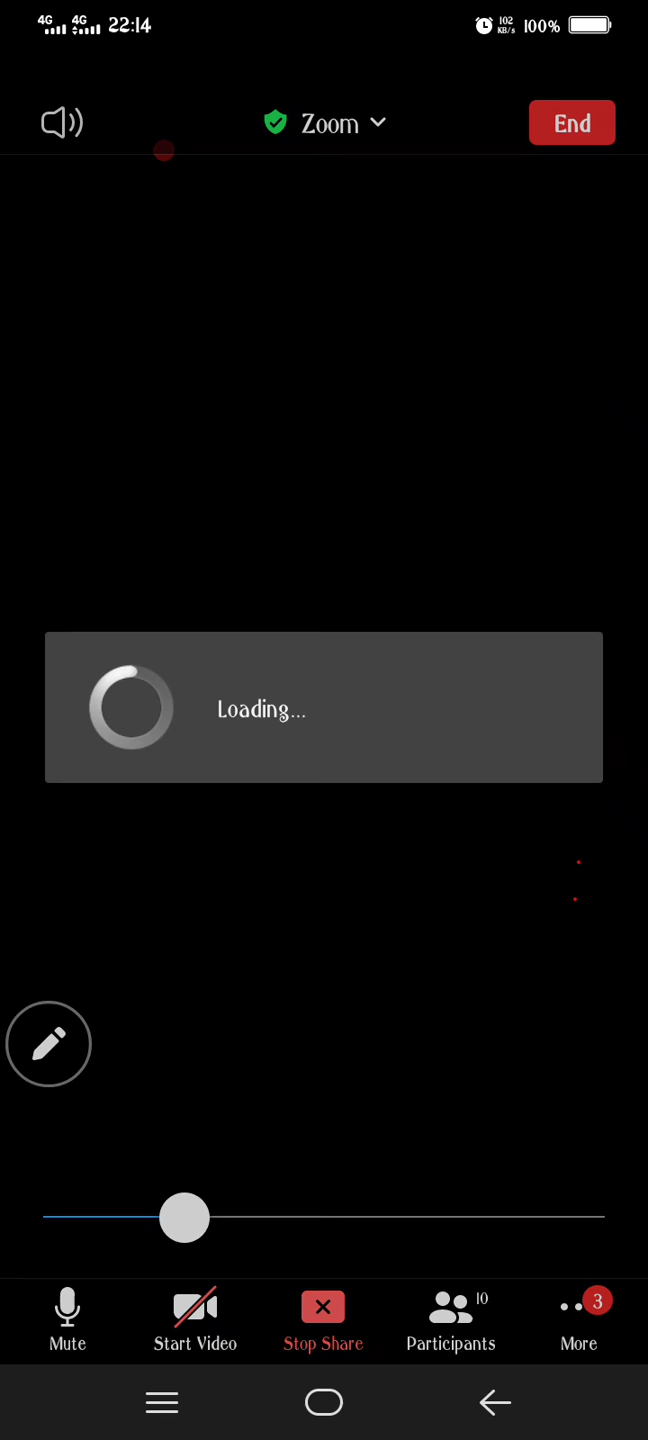 4G 4G 22:14 102 KB/s 100%
Zoom End
Loading...
10 3
Mute Start Video Stop Share Participants More